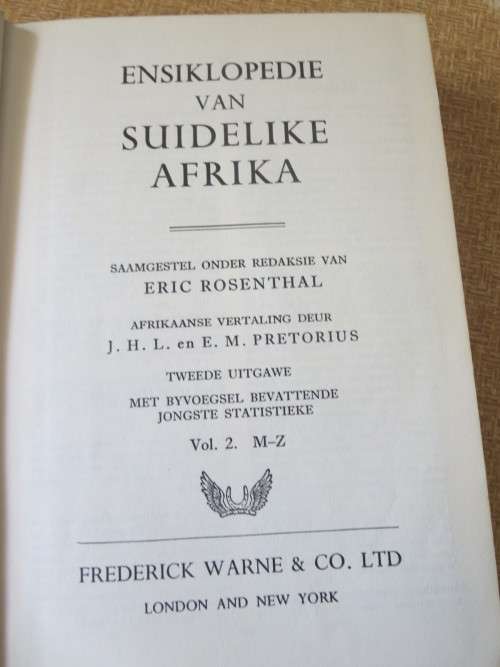 ENSIKLOPEDIE
VAN
SUIDELIKE
AFRIKA
SAAMGESTEL ONDER REDAKSIE VAN
ERIC ROSENTHAL
AFRIKAANSE VERTALING DEUR
J. H. L. en E. M. PRETORIUS
TWEEDE UITGAWE
MET BYVOEGSEL BEVATTENDE
JONGSTE STATISTIEKE
Vol. 2. M–Z
FREDERICK WARNE & CO. LTD
LONDON AND NEW YORK